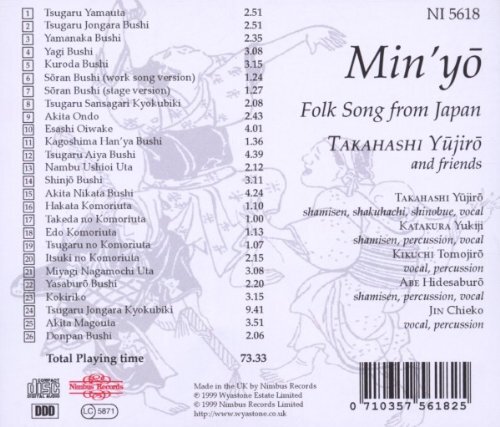 1 Tsugaru Yamauta 2.51
2 Tsugaru Jongara Bushi 2.51
3 Yamanaka Bushi 2.35
4 Yagi Bushi 3.08
5 Kuroda Bushi 3.15
6 Sōran Bushi (work song version) 1.24
7 Sōran Bushi (stage version) 1.27
8 Tsugaru Sansagari Kyokubiki 2.08
9 Akita Ondo 2.43
10 Esashi Oiwake 4.01
11 Kagoshima Han'ya Bushi 1.36
12 Tsugaru Aiya Bushi 4.39
13 Nambu Ushioi Uta 2.12
14 Shinjō Bushi 3.11
15 Akita Nikata Bushi 4.24
16 Hakata Komoriuta 1.10
17 Takeda no Komoriuta 1.00
18 Edo Komoriuta 1.13
19 Tsugaru no Komoriuta 1.07
20 Itsuki no Komoriuta 2.15
21 Miyagi Nagamochi Uta 3.08
22 Yasaburō Bushi 2.20
23 Kokiriko 3.15
24 Tsugaru Jongara Kyokubiki 9.41
25 Akita Magouta 3.51
26 Donpan Bushi 2.06
Total Playing time 73.33
NI 5618
Min'yō
Folk Song from Japan
TAKAHASHI YŪJIRŌ
and friends
TAKAHASHI YŪJIRŌ
shamisen, shakuhachi, shinobue, vocal
KATAKURA YUKIJI
shamisen, percussion, vocal
KIKUCHI TOMOJIRŌ
vocal, percussion
ABE HIDESABURŌ
shamisen, percussion, vocal
JIN CHIEKO
vocal, percussion
COMPACT
disc
DIGITAL AUDIO
Nimbus Records
DDD
LC 5871
Made in the UK by Nimbus Records
℗ 1999 Wyastone Estate Limited
© 1999 Nimbus Records Limited
http://www.wyastone.co.uk
0 710357 561825